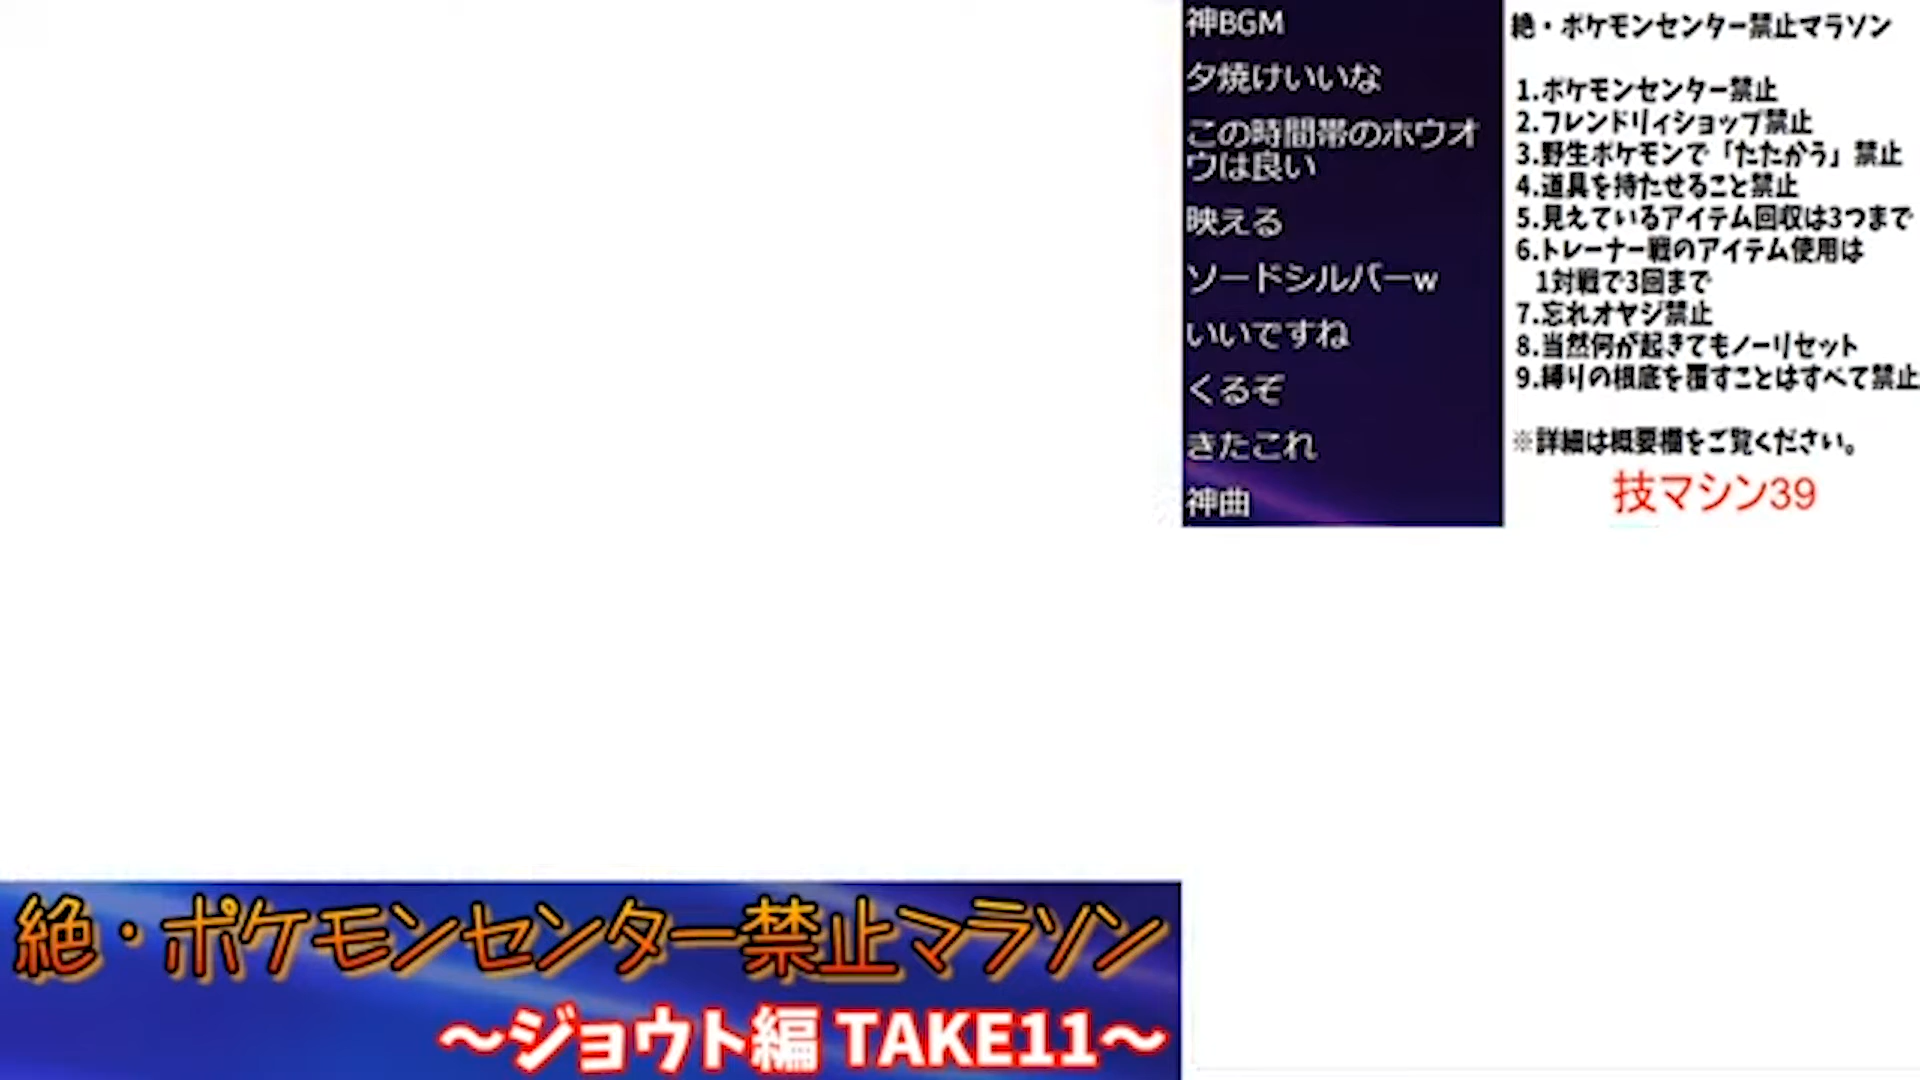 神BGM
夕焼けいいな
この時間帯のホウオ
ウは良い
映える
ソードシルバーw
いいですね
くるぞ
きたこれ
神曲
絶・ポケモンセンター禁止マラソン
1.ポケモンセンター禁止
2.フレンドリィショップ禁止
3.野生ポケモンで「たたかう」禁止
4.道具を持たせること禁止
5.見えているアイテム回収は3つまで
6.トレーナー戦のアイテム使用は
1対戦で3回まで
7.忘れオヤジ禁止
8.当然何が起きてもノーリセット
9.縛りの根底を覆すことはすべて禁止
※詳細は概要欄をご覧ください。
技マシン39
絶・ポケモンセンター禁止マラソン
～ジョウト編 TAKE11～